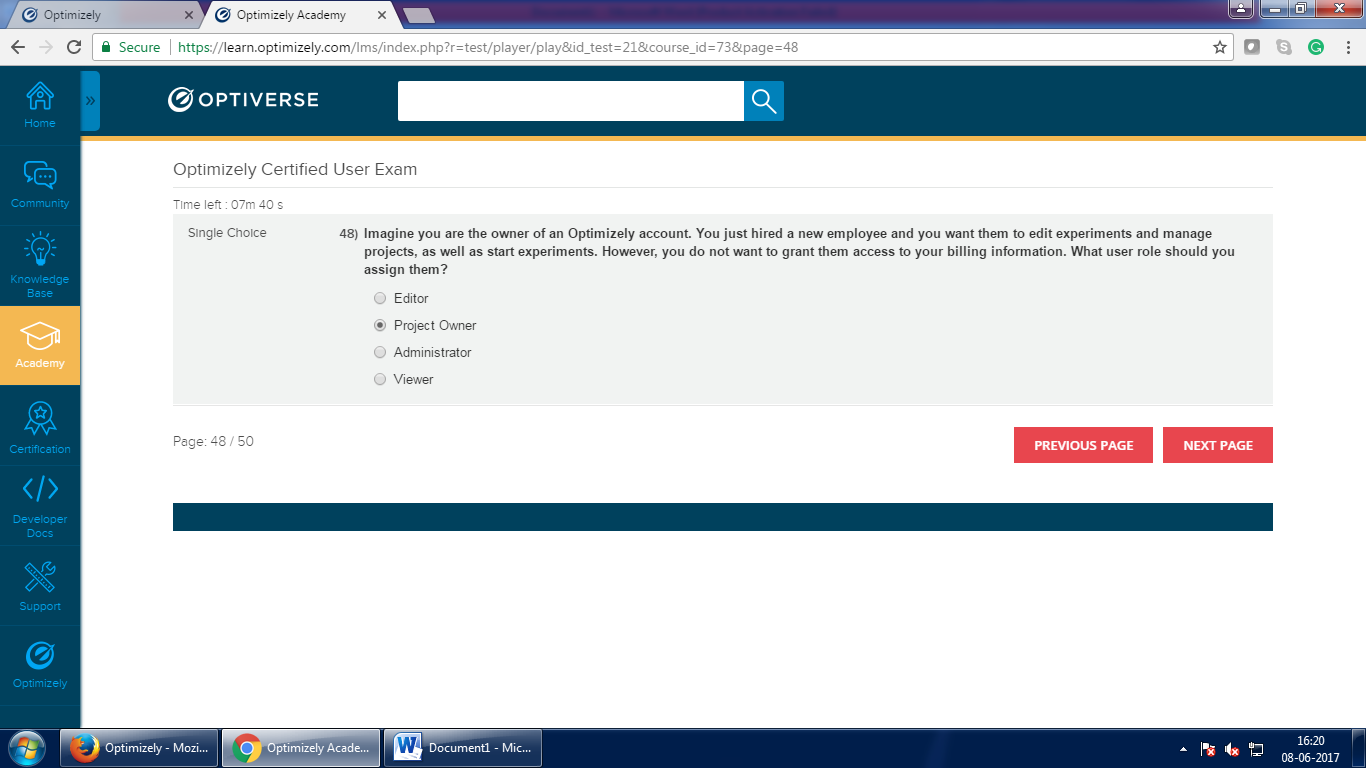 Optimizely
Optimizely Academy
Secure
https://learn.optimizely.com/lms/index.php?r=test/player/play&id_test=21&course_id=73&page=48
Home
Community
Knowledge
Base
Academy
Certification
Developer
Docs
Support
Optimizely
»
OPTIVERSE
Optimizely Certified User Exam
Time left : 07m 40 s
Single Choice
48) Imagine you are the owner of an Optimizely account. You just hired a new employee and you want them to edit experiments and manage
projects, as well as start experiments. However, you do not want to grant them access to your billing information. What user role should you
assign them?
Editor
Project Owner
Administrator
Viewer
Page: 48 / 50
PREVIOUS PAGE
NEXT PAGE
Optimizely - Mozi...
Optimizely Acade...
Document1 - Mic...
16:20
08-06-2017